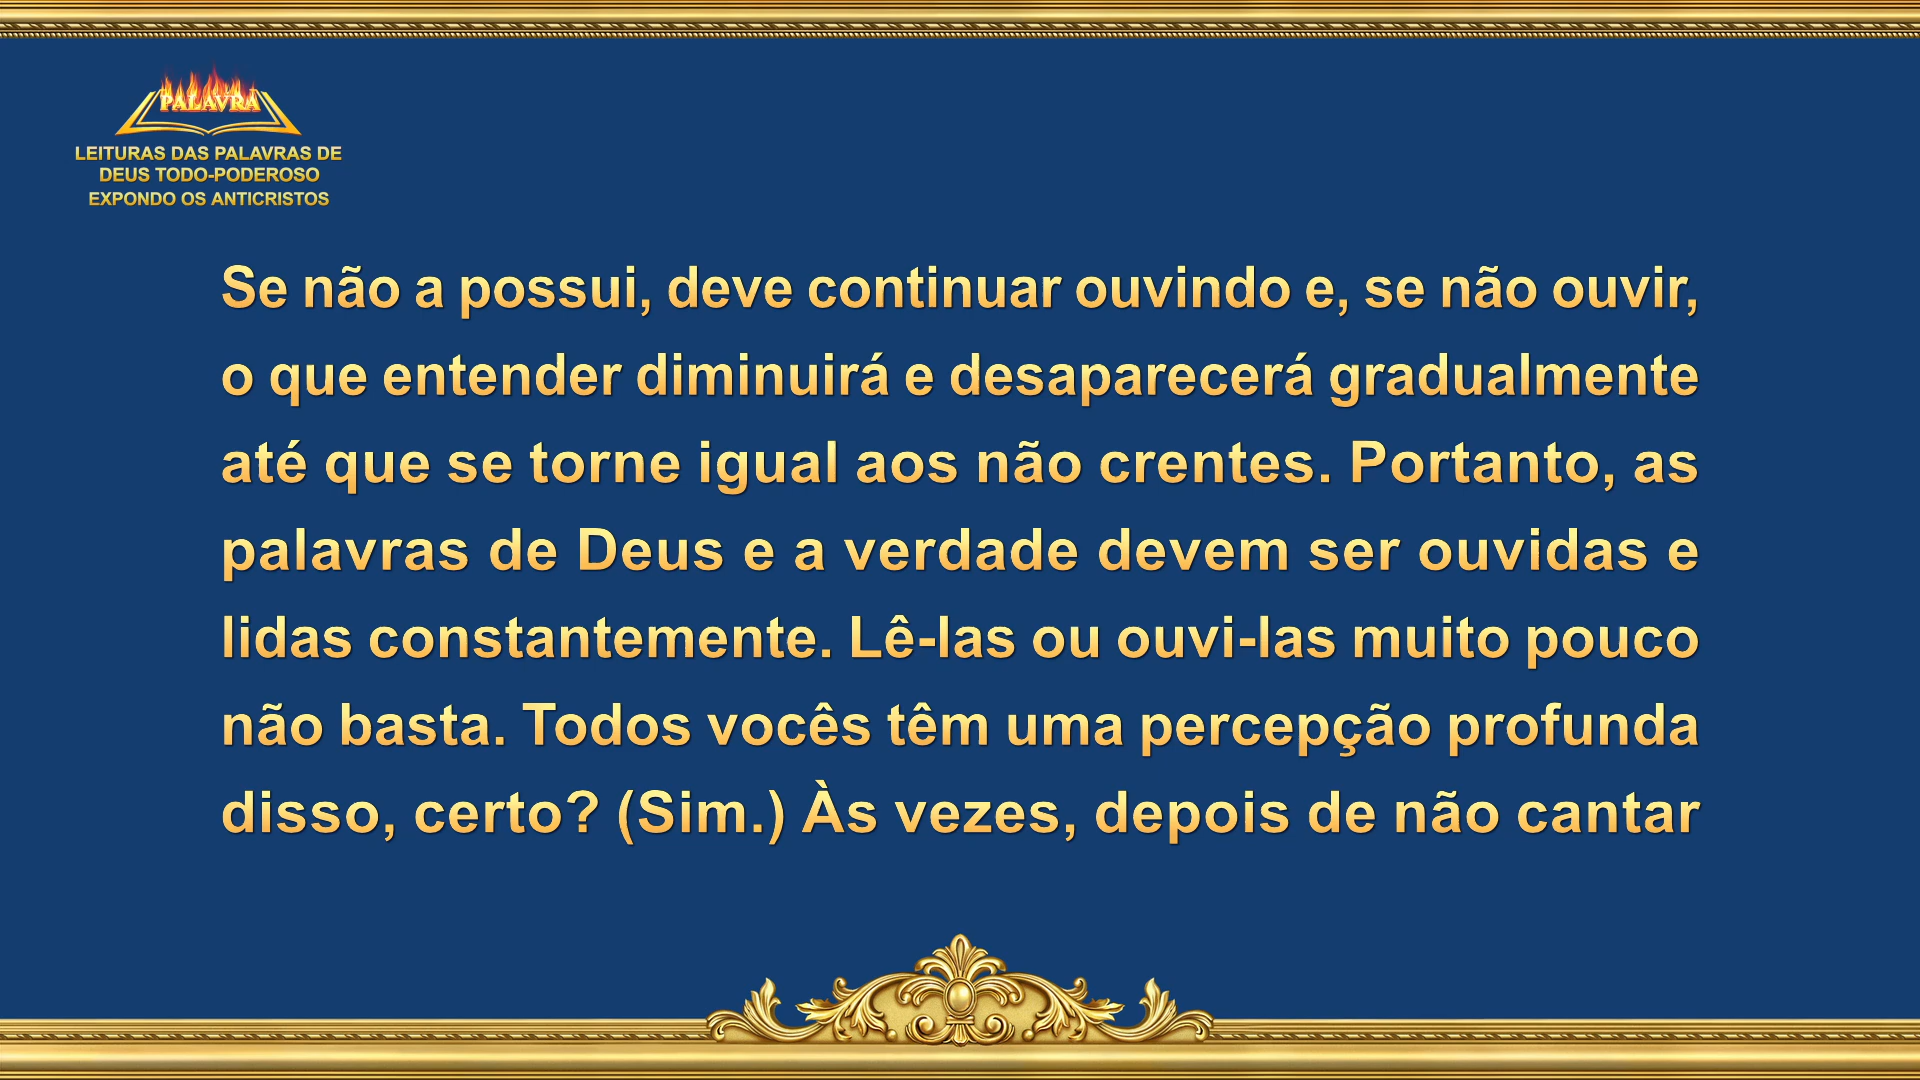 PALAVRA
LEITURAS DAS PALAVRAS DE
DEUS TODO-PODEROSO
EXPONDO OS ANTICRISTOS
Se não a possui, deve continuar ouvindo e, se não ouvir,
o que entender diminuirá e desaparecerá gradualmente
até que se torne igual aos não crentes. Portanto, as
palavras de Deus e a verdade devem ser ouvidas e
lidas constantemente. Lê-las ou ouvi-las muito pouco
não basta. Todos vocês têm uma percepção profunda
disso, certo? (Sim.) Às vezes, depois de não cantar